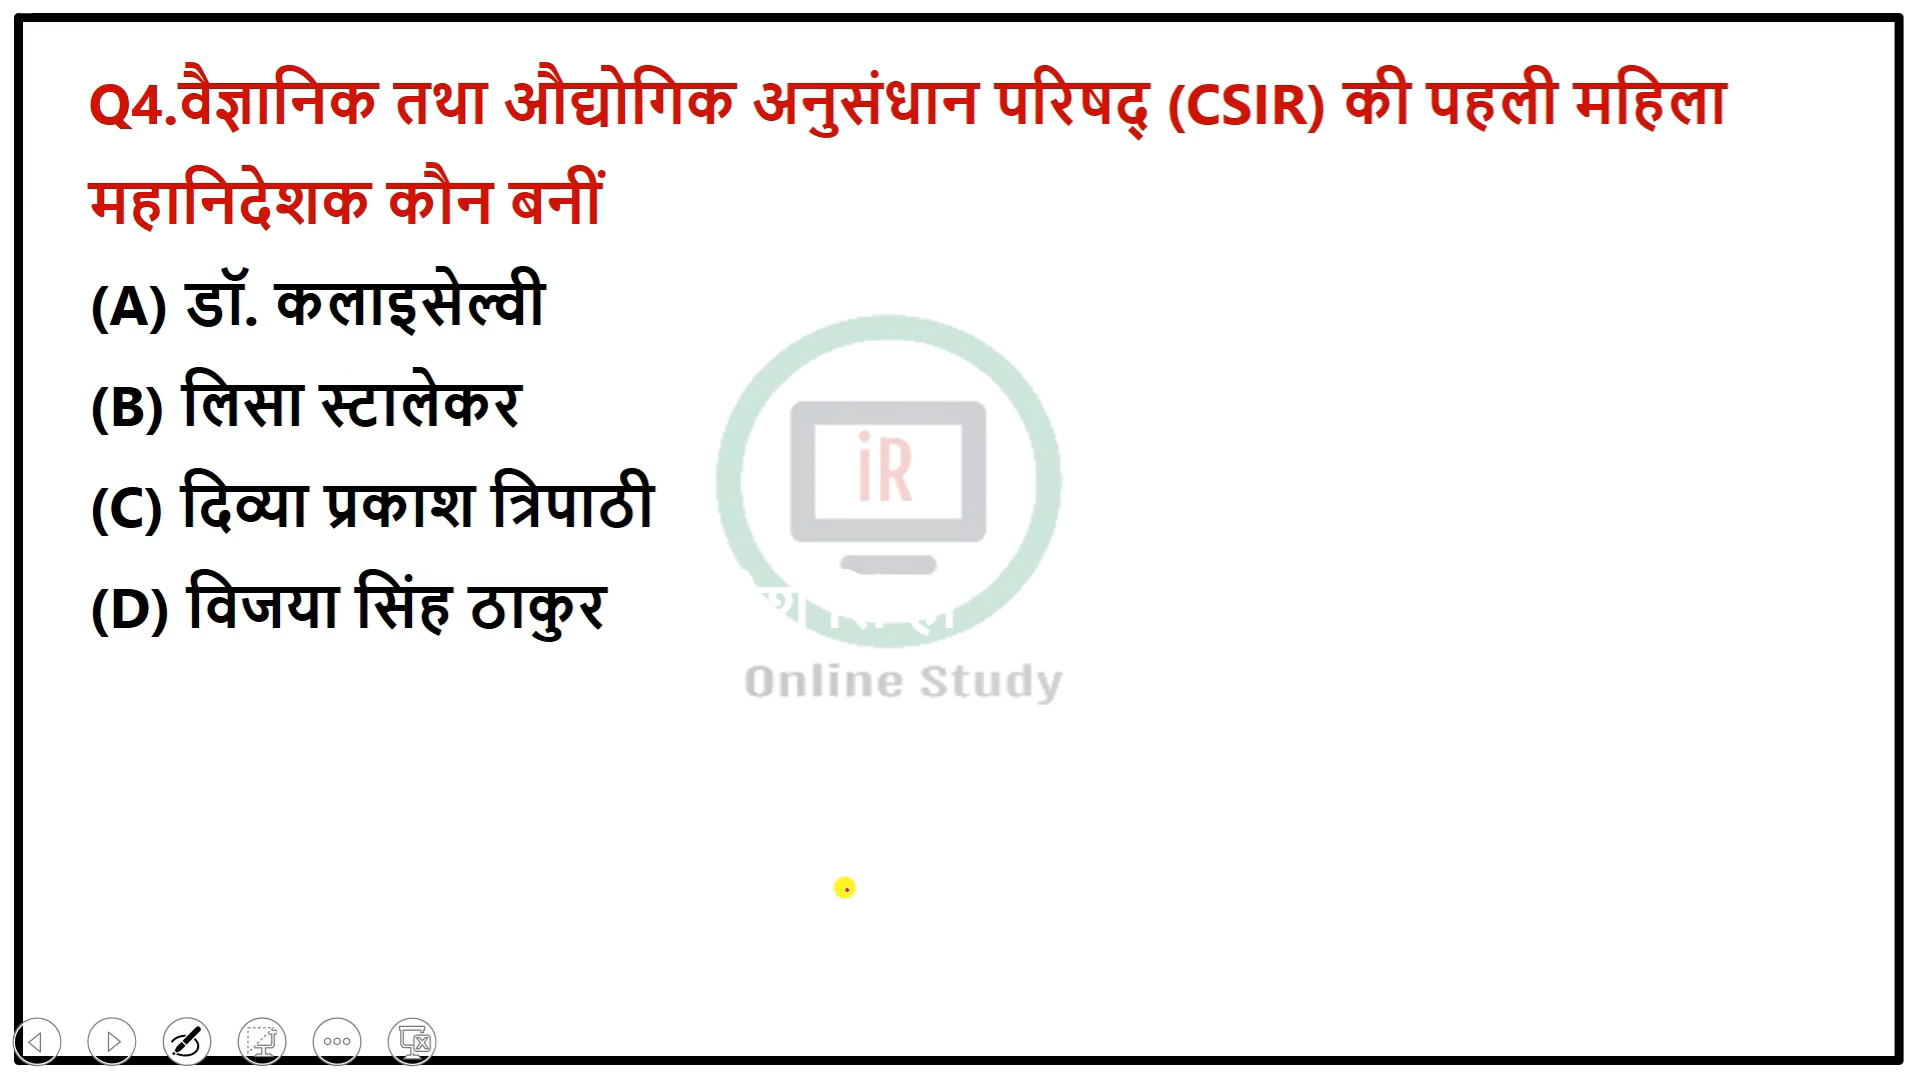 Q4.वैज्ञानिक तथा औद्योगिक अनुसंधान परिषद् (CSIR) की पहली महिला
महानिदेशक कौन बनीं
(A) डॉ. कलाइसेल्वी
(B) लिसा स्टालेकर
(C) दिव्या प्रकाश त्रिपाठी
(D) विजया सिंह ठाकुर
iR
Online Study